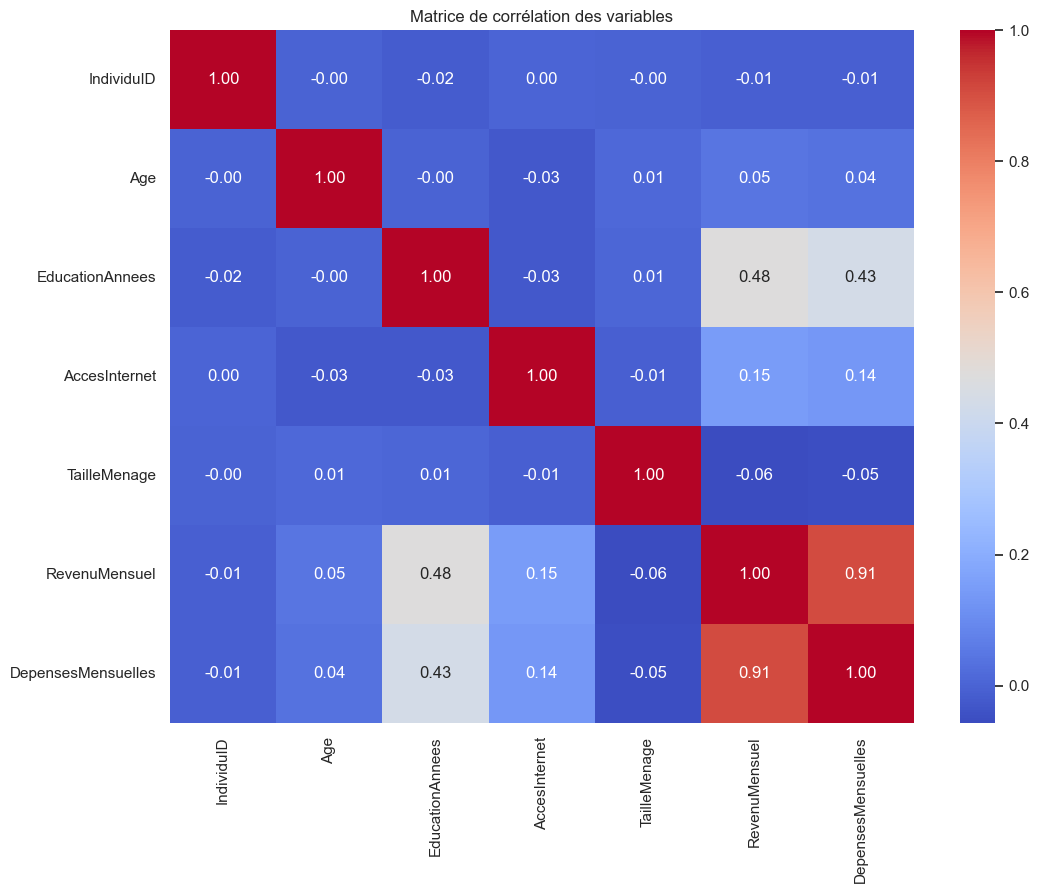 Matrice de corrélation des variables
IndividuID 1.00 -0.00 -0.02 0.00 -0.00 -0.01 -0.01
Age -0.00 1.00 -0.00 -0.03 0.01 0.05 0.04
EducationAnnees -0.02 -0.00 1.00 -0.03 0.01 0.48 0.43
AccesInternet 0.00 -0.03 -0.03 1.00 -0.01 0.15 0.14
TailleMenage -0.00 0.01 0.01 -0.01 1.00 -0.06 -0.05
RevenuMensuel -0.01 0.05 0.48 0.15 -0.06 1.00 0.91
DepensesMensuelles -0.01 0.04 0.43 0.14 -0.05 0.91 1.00
IndividuID
Age
EducationAnnees
AccesInternet
TailleMenage
RevenuMensuel
DepensesMensuelles
1.0
0.8
0.6
0.4
0.2
0.0